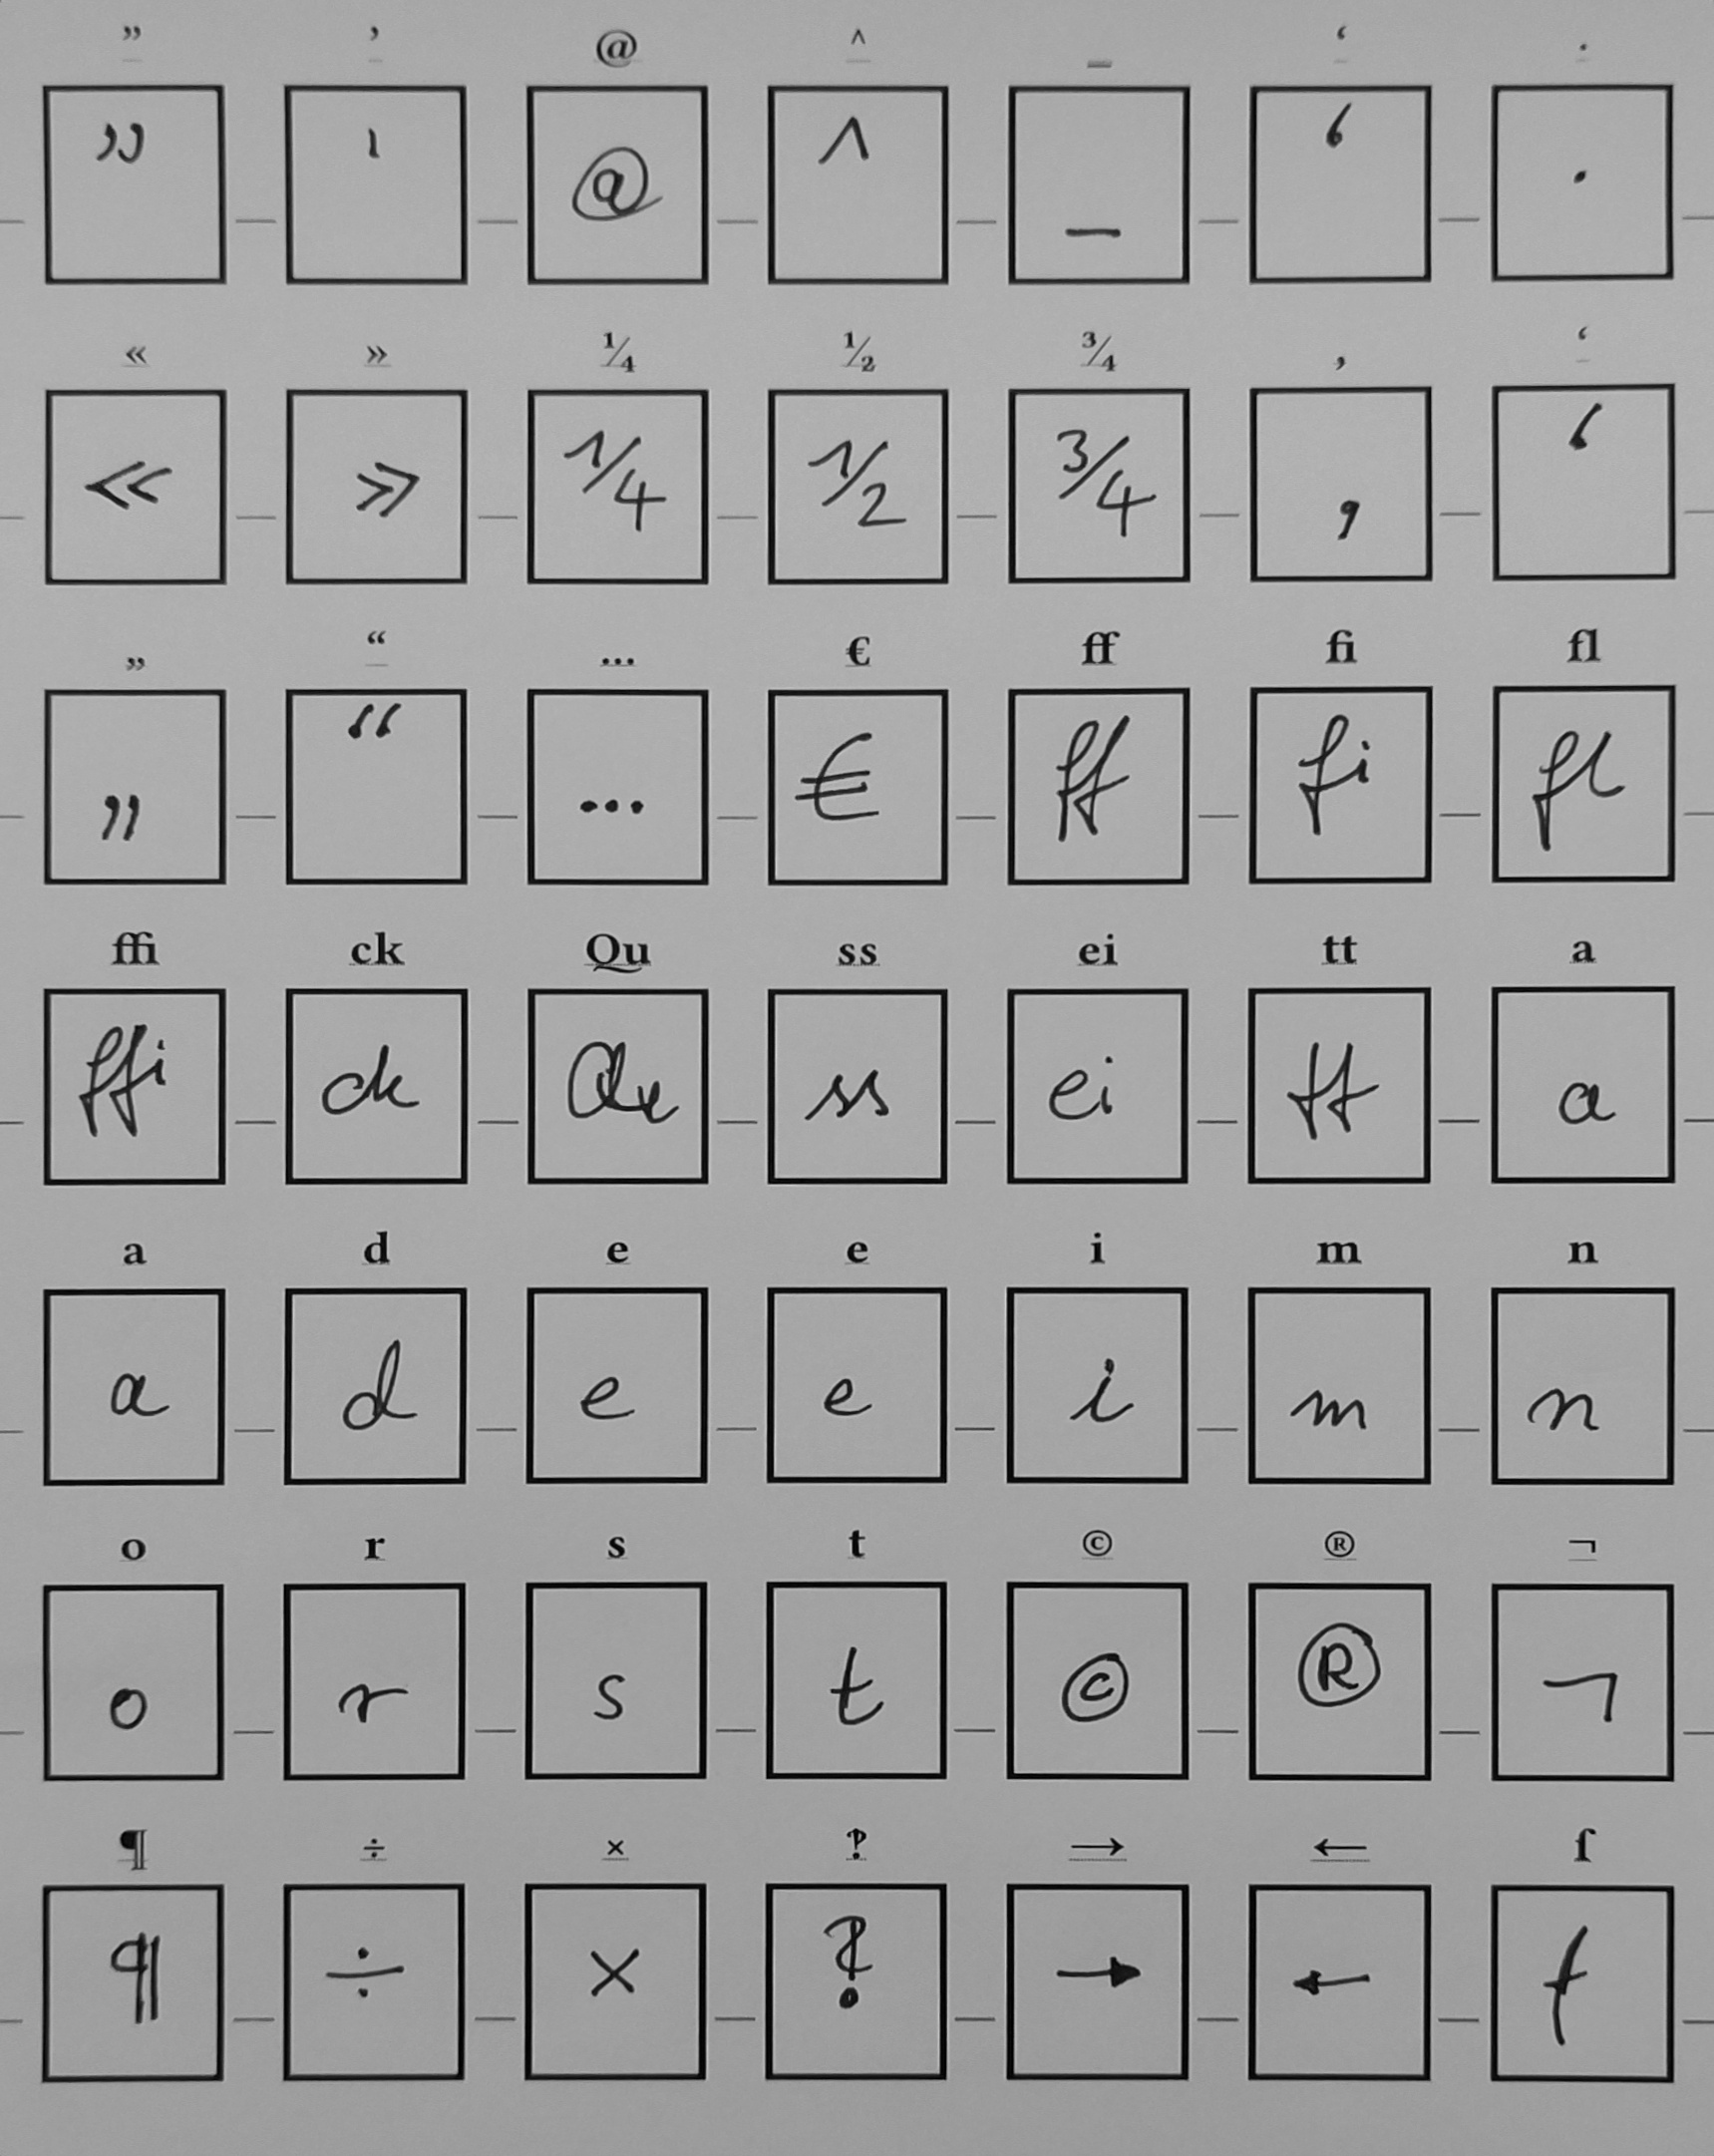 ” ’ @ ^ _ ‘ ·
” ' @ ^ _ ‘ ·
« » ¼ ½ ¾ , ‘
« » ¼ ½ ¾ , ‘
„ “ … € ff fi fl
„ “ … € ff fi fl
ffi ck Qu ss ei tt a
ffi ck Qu ss ei tt a
a d e e i m n
a d e e i m n
o r s t © ® ¬
o r s t © ® ¬
¶ ÷ × ‽ → ← ſ
¶ ÷ × ‽ → ← f